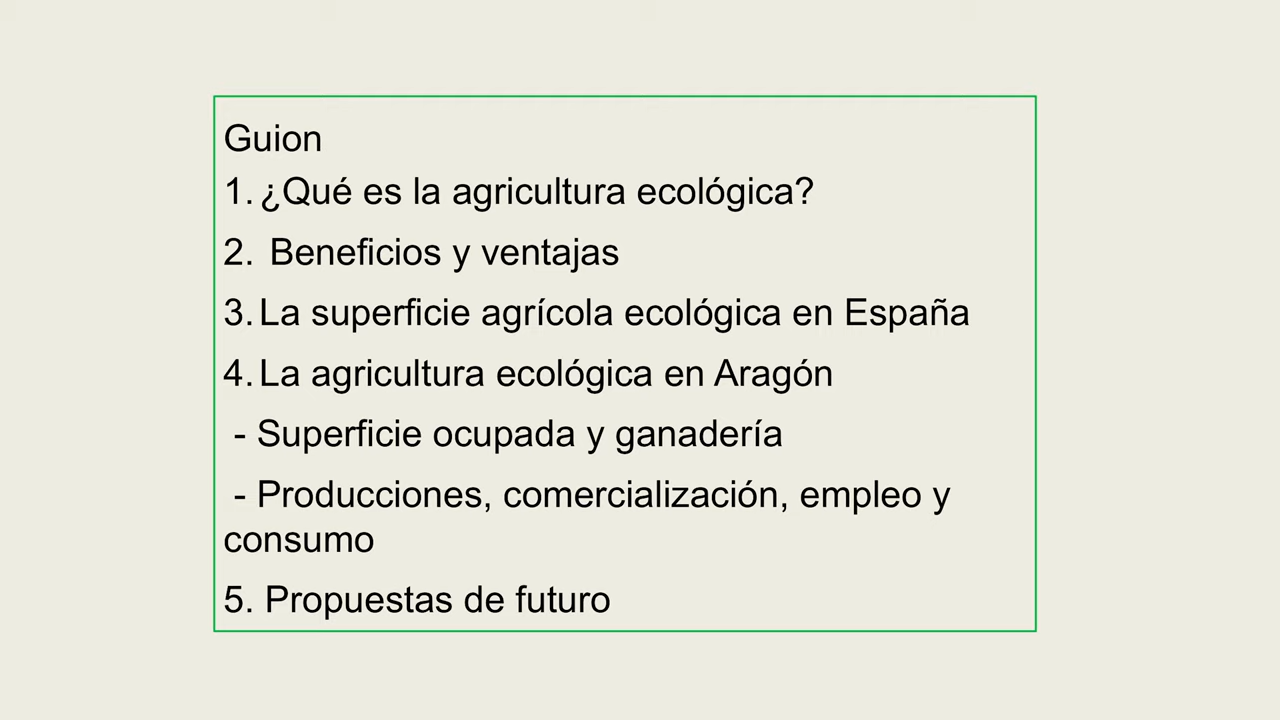 Guion
1. ¿Qué es la agricultura ecológica?
2. Beneficios y ventajas
3. La superficie agrícola ecológica en España
4. La agricultura ecológica en Aragón
- Superficie ocupada y ganadería
- Producciones, comercialización, empleo y
consumo
5. Propuestas de futuro